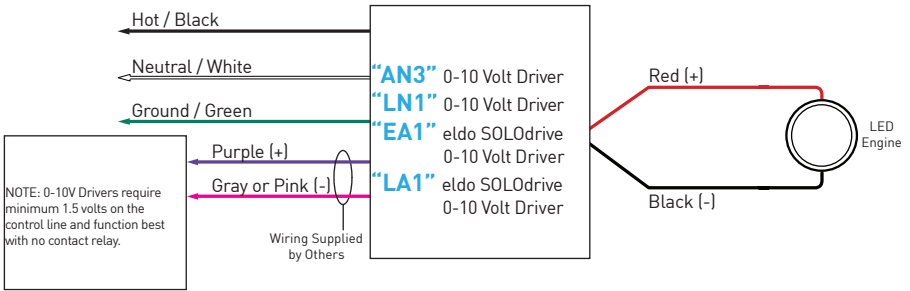 Hot / Black
Neutral / White
Ground / Green
Purple (+)
Gray or Pink (-)
NOTE: 0-10V Drivers require
minimum 1.5 volts on the
control line and function best
with no contact relay.
Wiring Supplied
by Others
“AN3” 0-10 Volt Driver
“LN1” 0-10 Volt Driver
“EA1” eldo SOLOdrive
0-10 Volt Driver
“LA1” eldo SOLOdrive
0-10 Volt Driver
Red (+)
Black (-)
LED
Engine